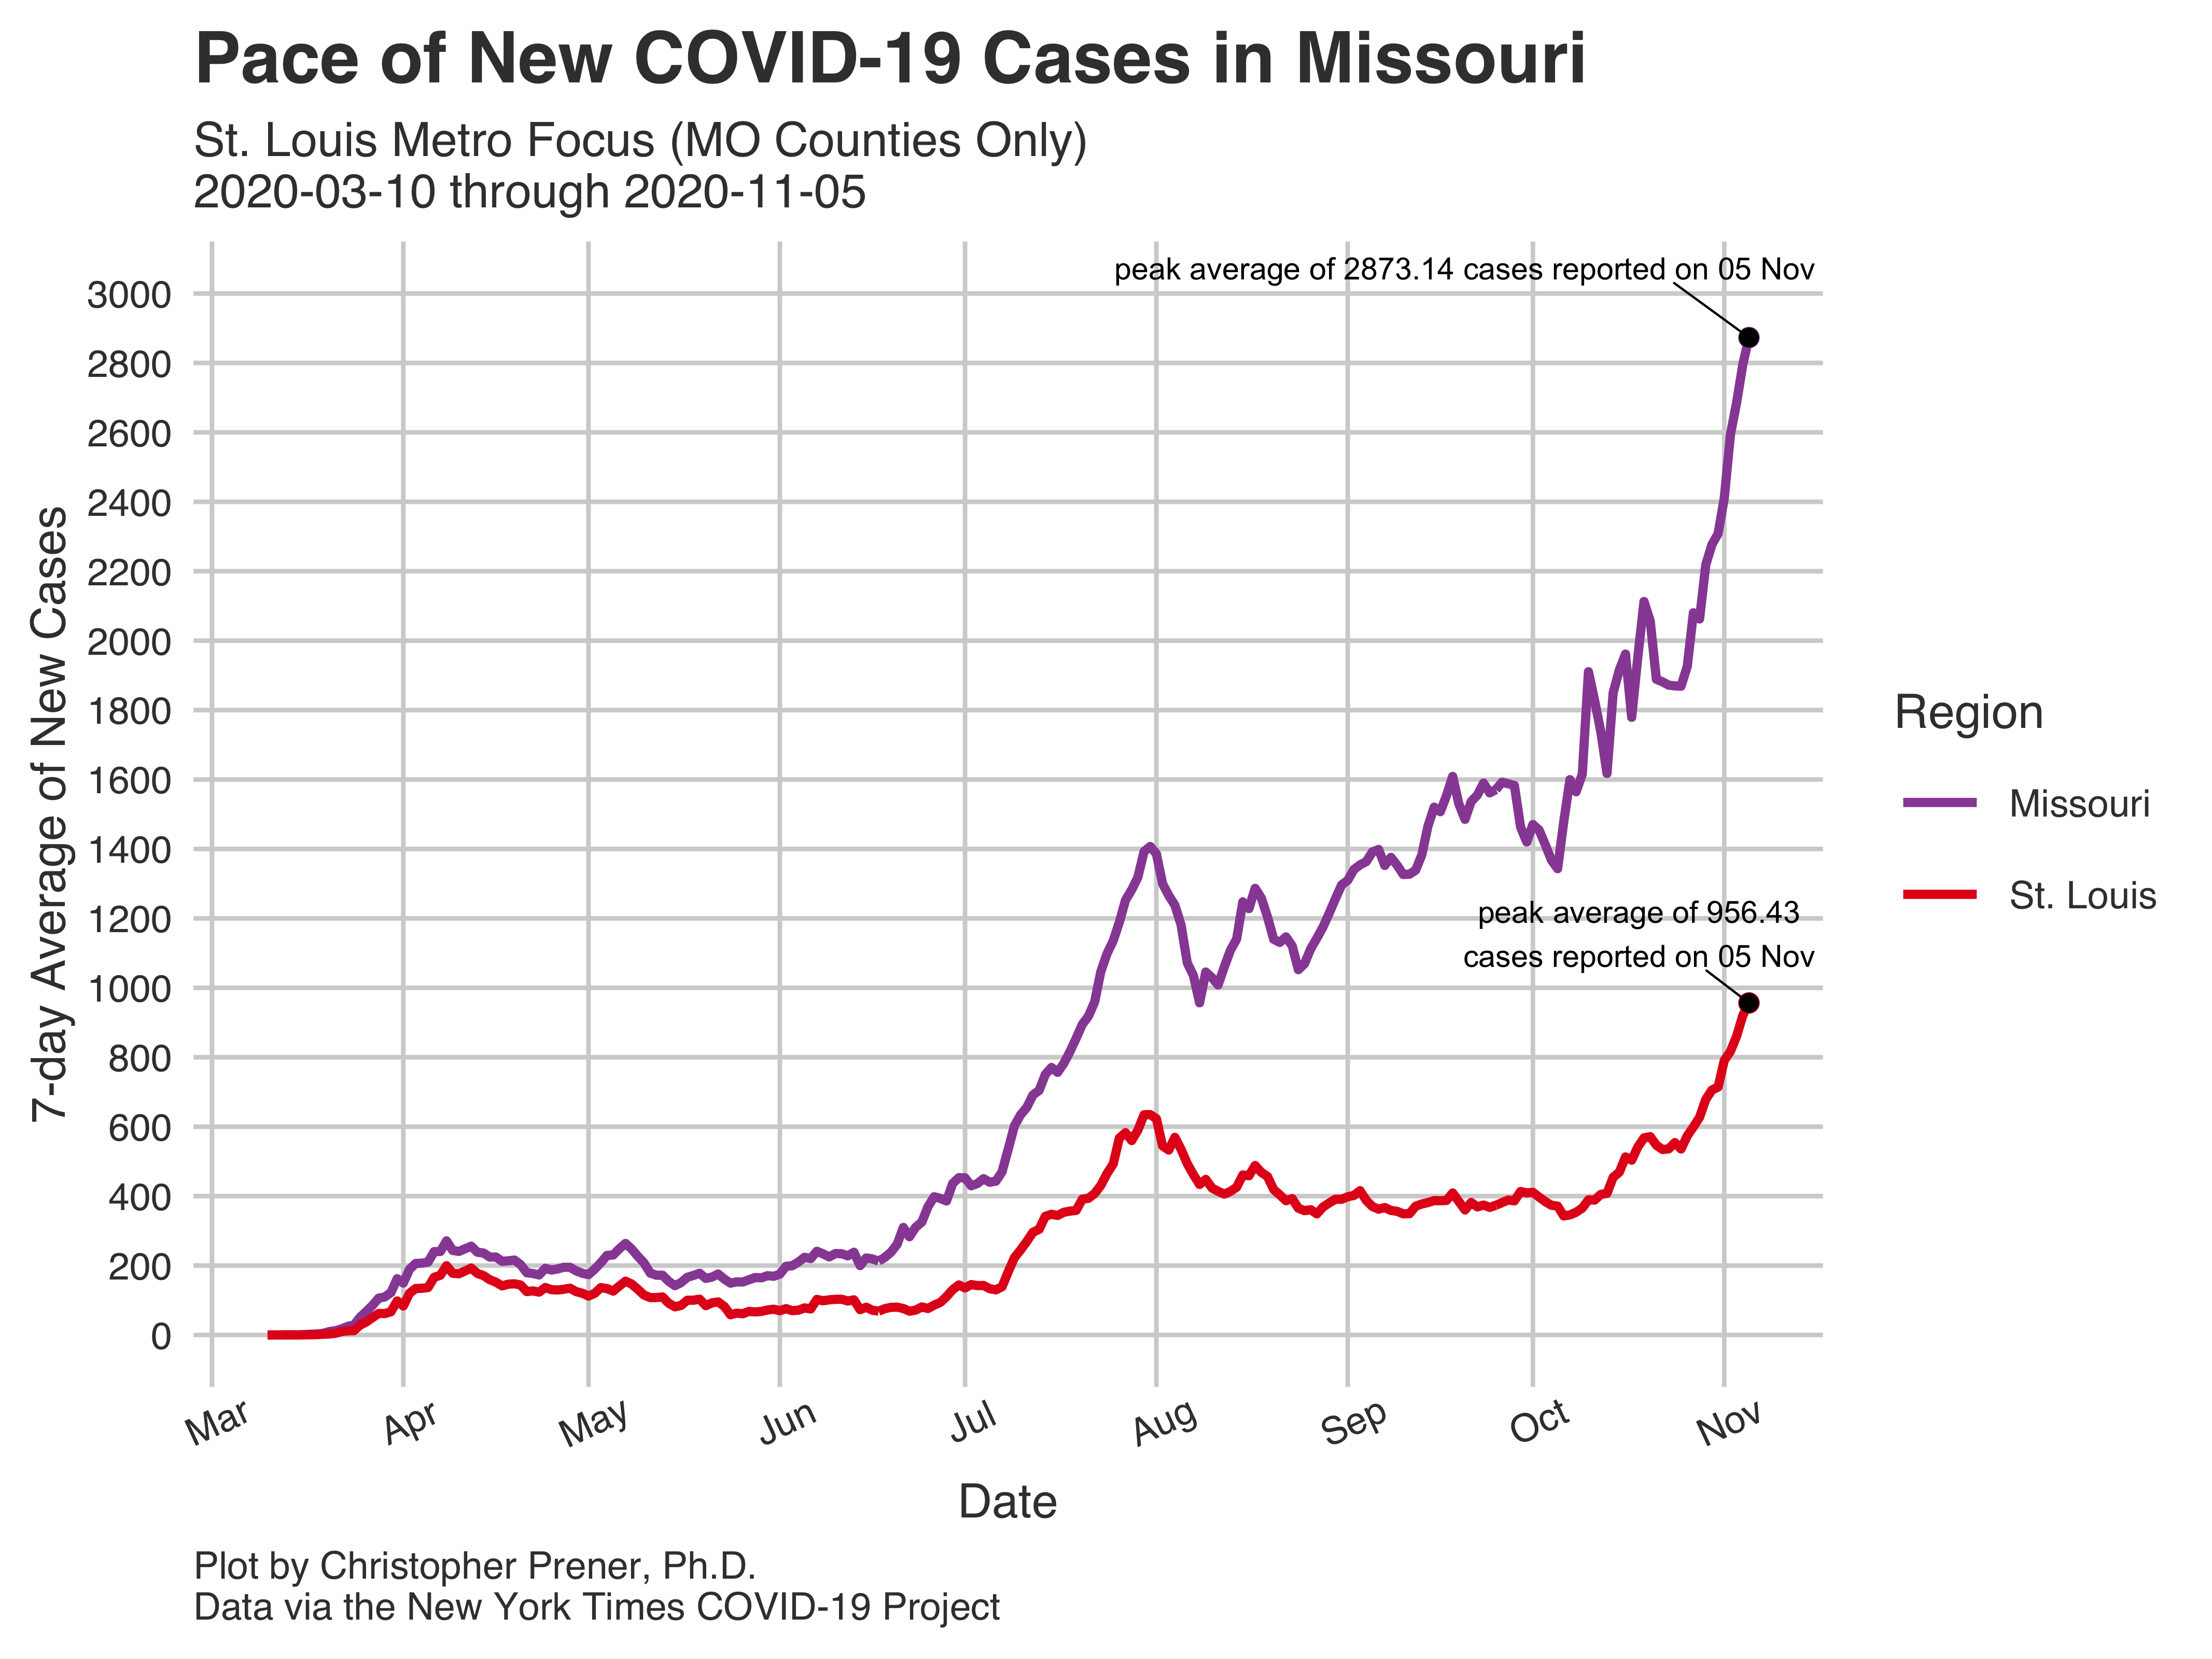 Pace of New COVID-19 Cases in Missouri
St. Louis Metro Focus (MO Counties Only)
2020-03-10 through 2020-11-05
peak average of 2873.14 cases reported on 05 Nov
3000
2800
2600
2400
2200
2000
1800
1600
1400
1200
1000
800
600
400
200
0
7-day Average of New Cases
peak average of 956.43
cases reported on 05 Nov
Region
Missouri
St. Louis
Mar
Apr
May
Jun
Jul
Aug
Sep
Oct
Nov
Date
Plot by Christopher Prener, Ph.D.
Data via the New York Times COVID-19 Project